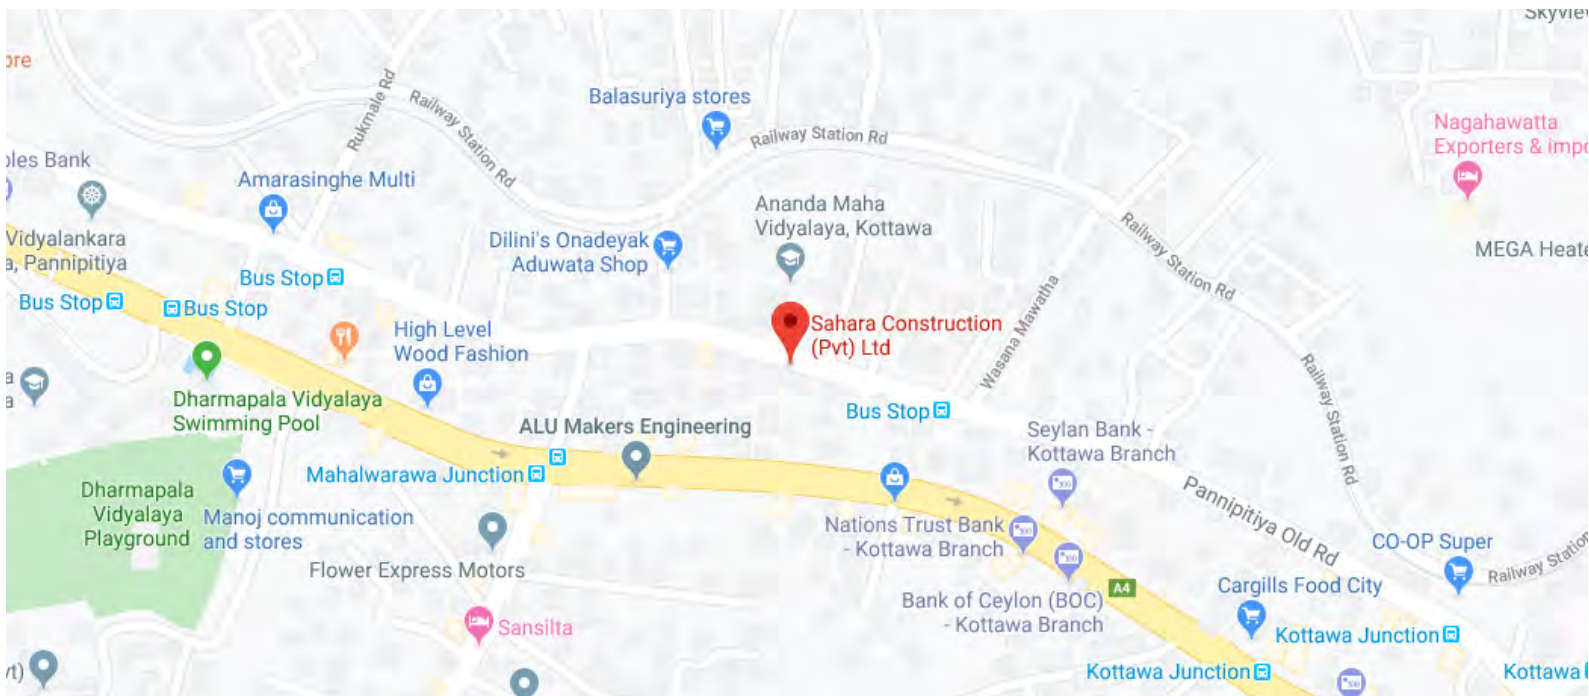 Skyview
ore
Rukmale Rd
Railway Station Rd
Balasuriya stores
Railway Station Rd
Nagahawatta
Exporters & impo
oles Bank
Amarasinghe Multi
Ananda Maha
Vidyalaya, Kottawa
Railway Station Rd
Vidyalankara
a, Pannipitiya
Dilini's Onadeyak
Aduwata Shop
MEGA Heate
Bus Stop
Bus Stop
Bus Stop
High Level
Wood Fashion
Sahara Construction
(Pvt) Ltd
Wasana Mawatha
Railway Station Rd
a
a
Dharmapala Vidyalaya
Swimming Pool
Bus Stop
ALU Makers Engineering
Seylan Bank -
Kottawa Branch
Mahalwarawa Junction
Dharmapala
Vidyalaya
Playground
Manoj communication
and stores
Pannipitiya Old Rd
Nations Trust Bank
- Kottawa Branch
CO-OP Super
Railway Station
Flower Express Motors
A4
Cargills Food City
Bank of Ceylon (BOC)
- Kottawa Branch
Sansilta
Kottawa Junction
Kottawa Junction
Kottawa
vt)